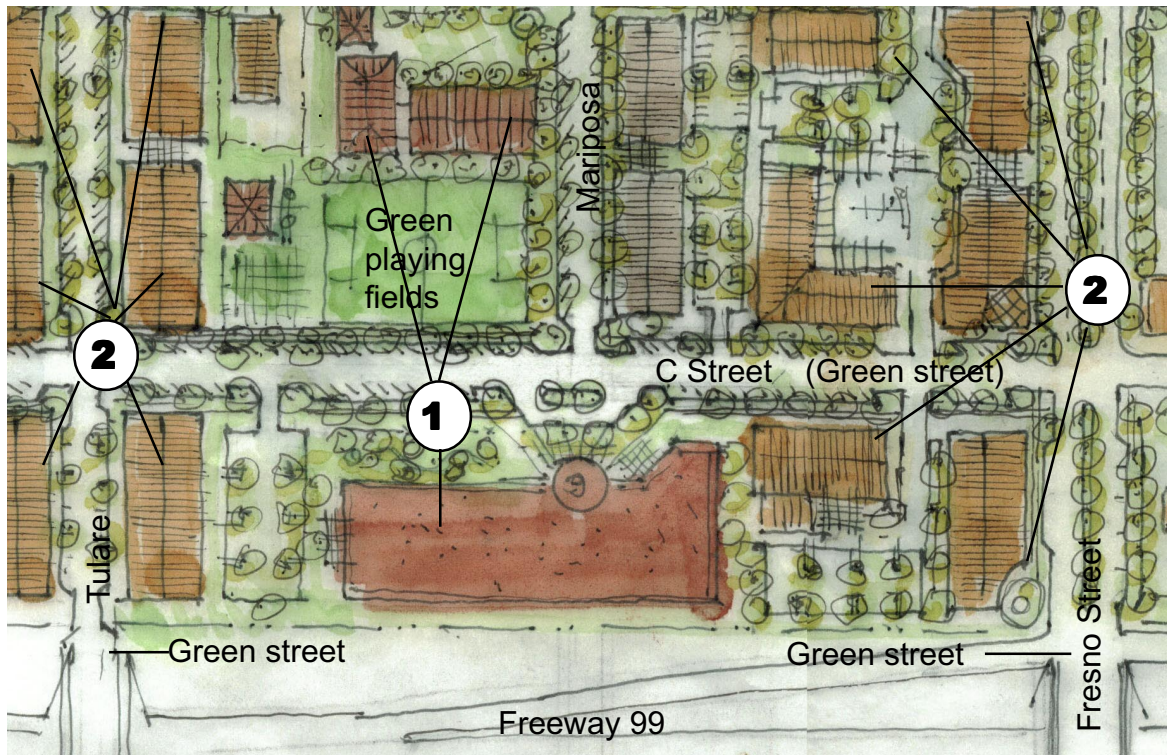 Mariposa
Green
playing
fields
2
2
C Street (Green street)
1
Tulare
Green street
Green street
Fresno Street
Freeway 99